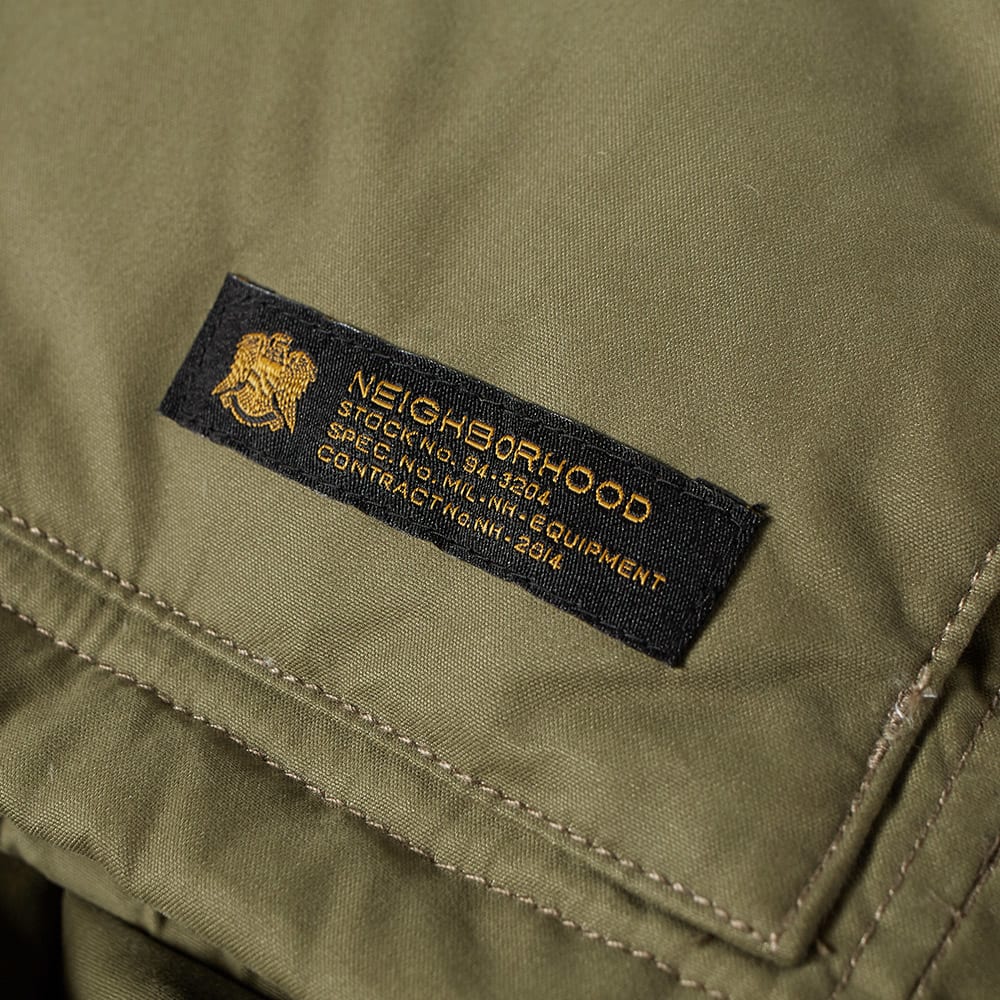 NEIGHBORHOOD
STOCK No. 94-3204
SPEC. NO. MIL-NH-EQUIPMENT
CONTRACT No. NH-2014